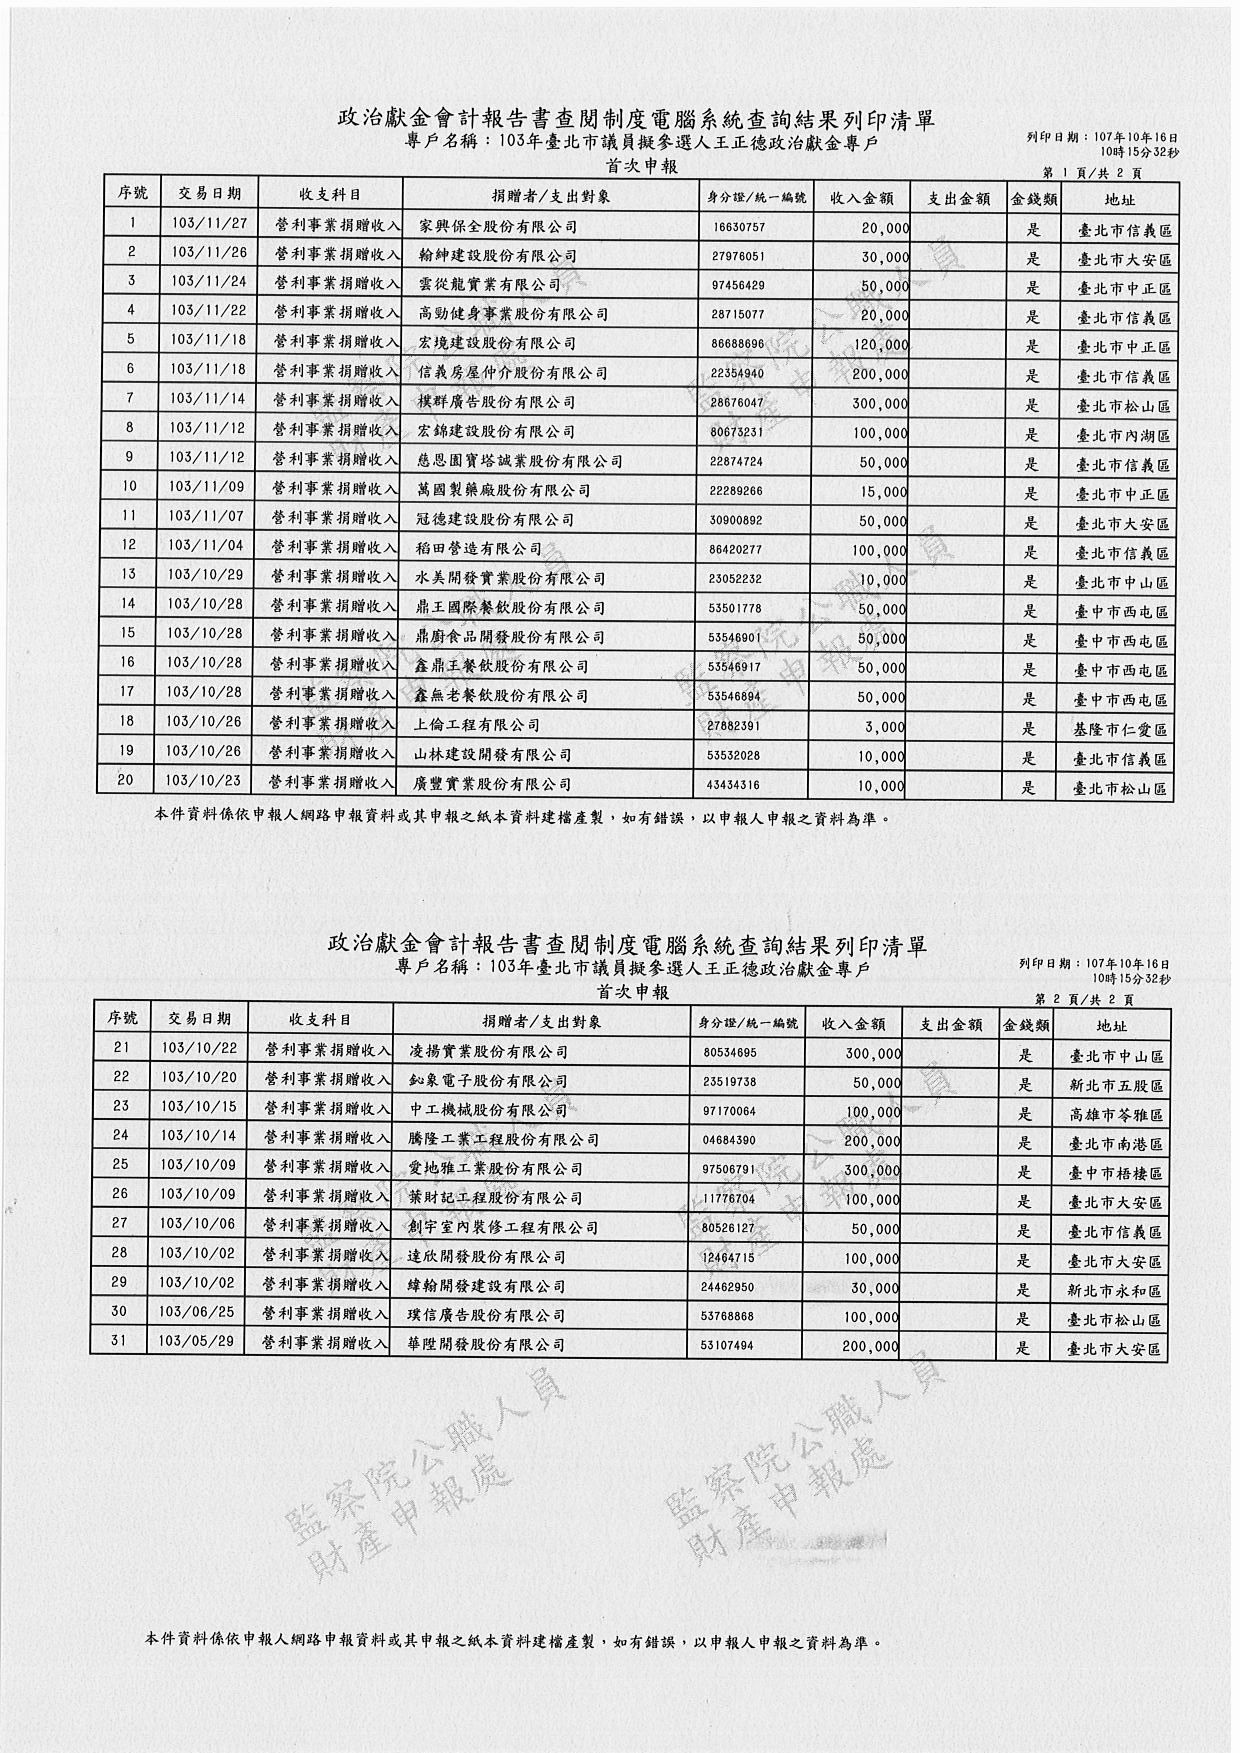 政治獻金會計報告書查閱制度電腦系統查詢結果列印清單
專戶名稱：103年臺北市議員擬參選人王正德政治獻金專戶
列印日期：107年10月16日
10時15分32秒
首次申報
第 1 頁/共 2 頁
序號 交易日期 收支科目 捐贈者/支出對象 身分證/統一編號 收入金額 支出金額 金錢類 地址
1 103/11/27 營利事業捐贈收入 家興保全股份有限公司 16630757 20,000 是 臺北市信義區
2 103/11/26 營利事業捐贈收入 翰紳建設股份有限公司 27976051 30,000 是 臺北市大安區
3 103/11/24 營利事業捐贈收入 雲從龍實業有限公司 97456429 50,000 是 臺北市中正區
4 103/11/22 營利事業捐贈收入 高勁健身事業股份有限公司 28715077 20,000 是 臺北市信義區
5 103/11/18 營利事業捐贈收入 宏境建設股份有限公司 86688696 120,000 是 臺北市中正區
6 103/11/18 營利事業捐贈收入 信義房屋仲介股份有限公司 22354940 200,000 是 臺北市信義區
7 103/11/14 營利事業捐贈收入 樸群廣告股份有限公司 28676047 300,000 是 臺北市松山區
8 103/11/12 營利事業捐贈收入 宏錦建設股份有限公司 80673231 100,000 是 臺北市內湖區
9 103/11/12 營利事業捐贈收入 慈恩園寶塔誠業股份有限公司 22874724 50,000 是 臺北市信義區
10 103/11/09 營利事業捐贈收入 萬國製藥廠股份有限公司 22289266 15,000 是 臺北市中正區
11 103/11/07 營利事業捐贈收入 冠德建設股份有限公司 30900892 50,000 是 臺北市大安區
12 103/11/04 營利事業捐贈收入 稻田營造有限公司 86420277 100,000 是 臺北市信義區
13 103/10/29 營利事業捐贈收入 水美開發實業股份有限公司 23052232 10,000 是 臺北市中山區
14 103/10/28 營利事業捐贈收入 鼎王國際餐飲股份有限公司 53501778 50,000 是 臺中市西屯區
15 103/10/28 營利事業捐贈收入 鼎廚食品開發股份有限公司 53546901 50,000 是 臺中市西屯區
16 103/10/28 營利事業捐贈收入 鑫鼎王餐飲股份有限公司 53546917 50,000 是 臺中市西屯區
17 103/10/28 營利事業捐贈收入 鑫無老餐飲股份有限公司 53546894 50,000 是 臺中市西屯區
18 103/10/26 營利事業捐贈收入 上倫工程有限公司 27882391 3,000 是 基隆市仁愛區
19 103/10/26 營利事業捐贈收入 山林建設開發有限公司 53532028 10,000 是 臺北市信義區
20 103/10/23 營利事業捐贈收入 廣豐實業股份有限公司 43434316 10,000 是 臺北市松山區
本件資料係依申報人網路申報資料或其申報之紙本資料建檔產製，如有錯誤，以申報人申報之資料為準。
政治獻金會計報告書查閱制度電腦系統查詢結果列印清單
專戶名稱：103年臺北市議員擬參選人王正德政治獻金專戶
列印日期：107年10月16日
10時15分32秒
首次申報
第 2 頁/共 2 頁
序號 交易日期 收支科目 捐贈者/支出對象 身分證/統一編號 收入金額 支出金額 金錢類 地址
21 103/10/22 營利事業捐贈收入 凌揚實業股份有限公司 80534695 300,000 是 臺北市中山區
22 103/10/20 營利事業捐贈收入 鈊象電子股份有限公司 23519738 50,000 是 新北市五股區
23 103/10/15 營利事業捐贈收入 中工機械股份有限公司 97170064 100,000 是 高雄市苓雅區
24 103/10/14 營利事業捐贈收入 騰隆工業工程股份有限公司 04684390 200,000 是 臺北市南港區
25 103/10/09 營利事業捐贈收入 愛地雅工業股份有限公司 97506791 300,000 是 臺中市梧棲區
26 103/10/09 營利事業捐贈收入 葉財記工程股份有限公司 11776704 100,000 是 臺北市大安區
27 103/10/06 營利事業捐贈收入 創宇室內裝修工程有限公司 80526127 50,000 是 臺北市信義區
28 103/10/02 營利事業捐贈收入 達欣開發股份有限公司 12464715 100,000 是 臺北市大安區
29 103/10/02 營利事業捐贈收入 緯翰開發建設有限公司 24462950 30,000 是 新北市永和區
30 103/06/25 營利事業捐贈收入 璞信廣告股份有限公司 53768868 100,000 是 臺北市松山區
31 103/05/29 營利事業捐贈收入 華陞開發股份有限公司 53107494 200,000 是 臺北市大安區
監察院公職人員
財產申報處
監察院公職人員
財產申報處
本件資料係依申報人網路申報資料或其申報之紙本資料建檔產製，如有錯誤，以申報人申報之資料為準。